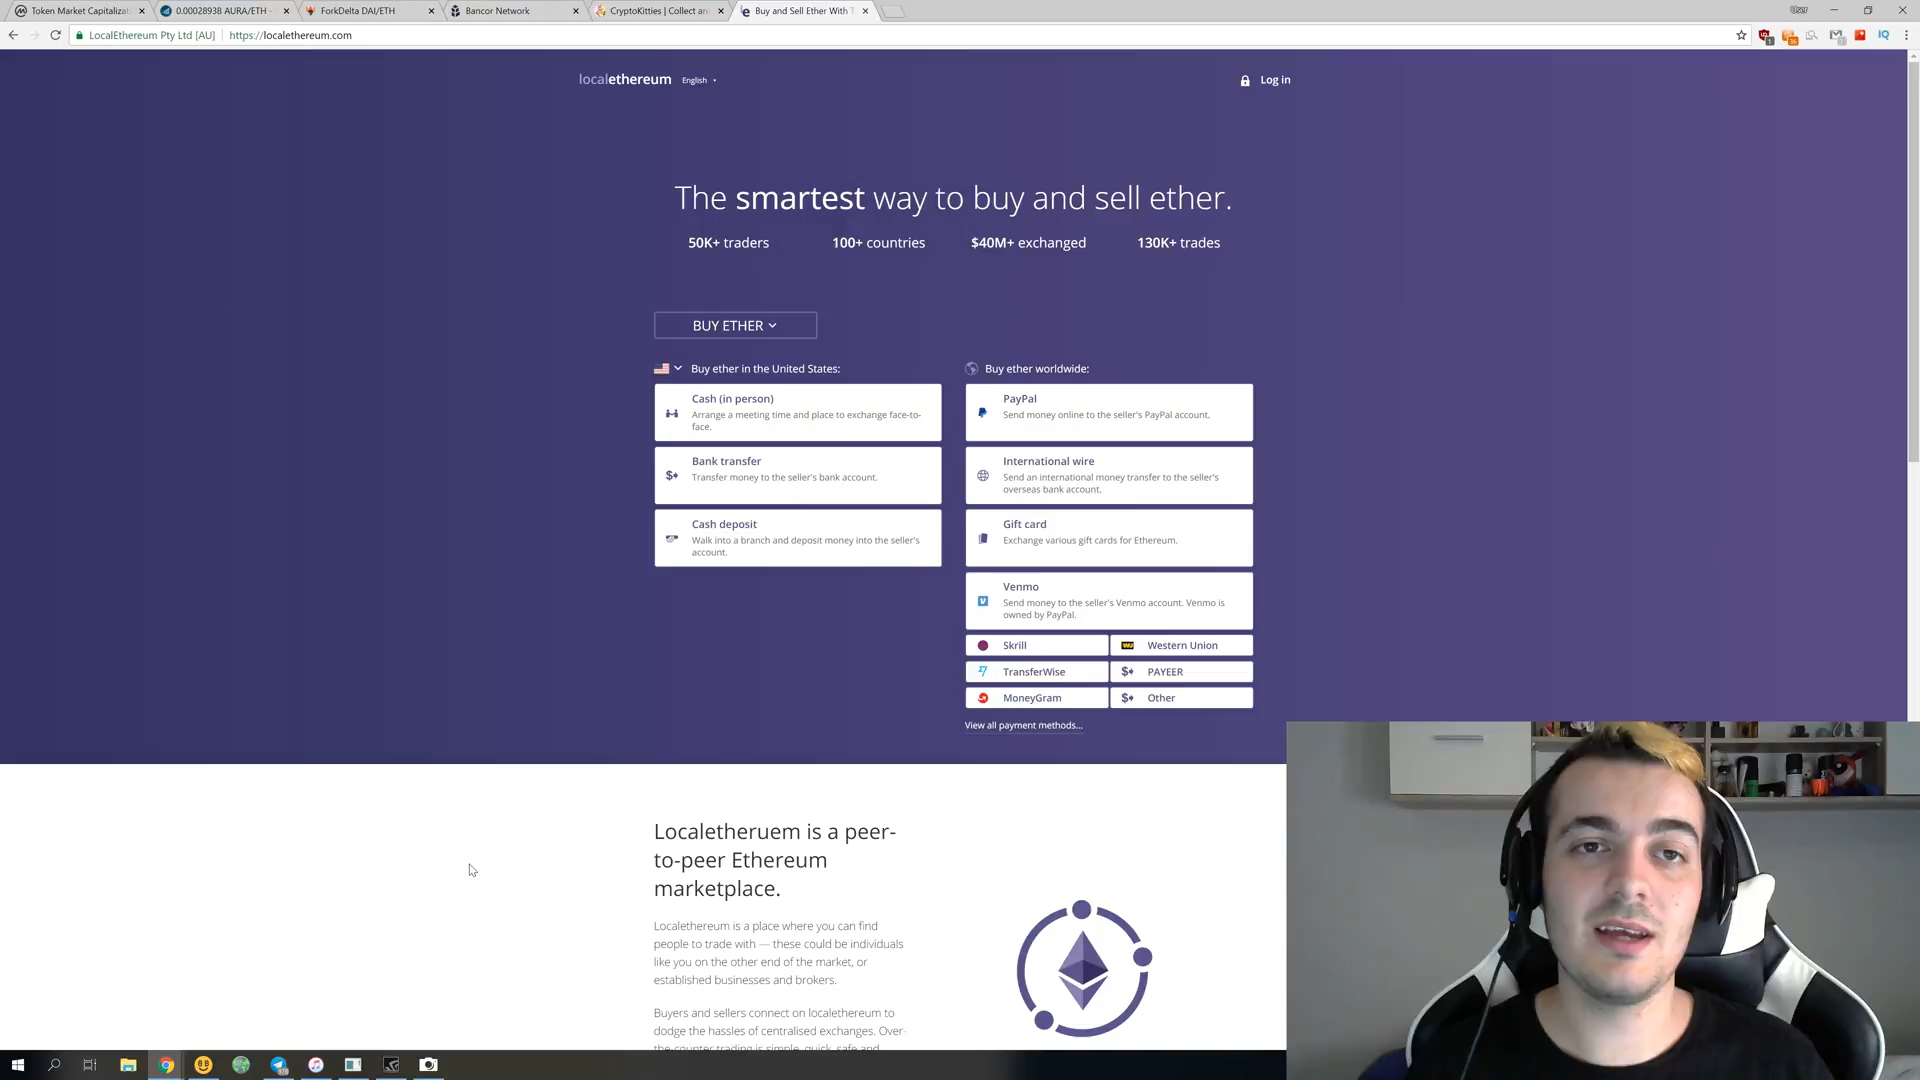 Token Market Capitalizat
0.00028938 AURA/ETH -
ForkDelta DAI/ETH
Bancor Network
CryptoKitties | Collect an
Buy and Sell Ether With T
User
LocalEthereum Pty Ltd [AU]
https://localethereum.com
localethereum
English
Log in
The smartest way to buy and sell ether.
50K+ traders
100+ countries
$40M+ exchanged
130K+ trades
BUY ETHER
Buy ether in the United States:
Cash (in person)
Arrange a meeting time and place to exchange face-to-
face.
Bank transfer
Transfer money to the seller's bank account.
Cash deposit
Walk into a branch and deposit money into the seller's
account.
Buy ether worldwide:
PayPal
Send money online to the seller's PayPal account.
International wire
Send an international money transfer to the seller's
overseas bank account.
Gift card
Exchange various gift cards for Ethereum.
Venmo
Send money to the seller's Venmo account. Venmo is
owned by PayPal.
Skrill
Western Union
TransferWise
PAYEER
MoneyGram
Other
View all payment methods...
Localetheruem is a peer-
to-peer Ethereum
marketplace.
Localethereum is a place where you can find
people to trade with — these could be individuals
like you on the other end of the market, or
established businesses and brokers.
Buyers and sellers connect on localethereum to
dodge the hassles of centralised exchanges. Over-
the-counter trading is simple, quick, safe and